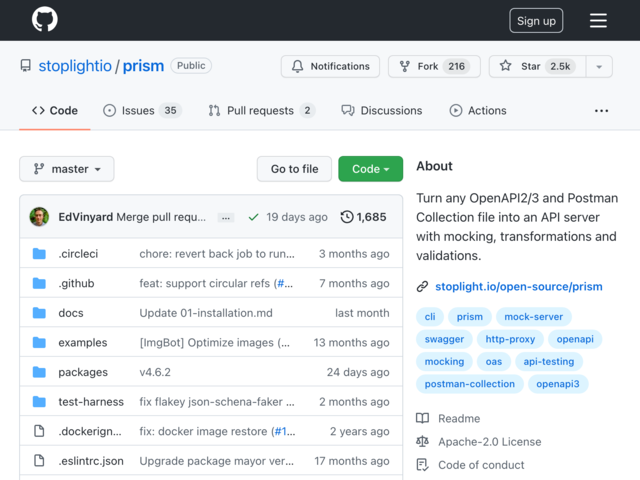 Sign up
stoplightio / prism Public
Notifications
Fork 216
Star 2.5k
Code
Issues 35
Pull requests 2
Discussions
Actions
master
Go to file
Code
EdVinyard Merge pull requ... ... 19 days ago 1,685
.circleci chore: revert back job to run... 3 months ago
.github feat: support circular refs (#... 7 months ago
docs Update 01-installation.md last month
examples [ImgBot] Optimize images (... 13 months ago
packages v4.6.2 24 days ago
test-harness fix flakey json-schema-faker ... 2 months ago
.dockerign... fix: docker image restore (#1... 2 years ago
.eslintrc.json Upgrade package mayor ver... 17 months ago
About
Turn any OpenAPI2/3 and Postman
Collection file into an API server
with mocking, transformations and
validations.
stoplight.io/open-source/prism
cli prism mock-server
swagger http-proxy openapi
mocking oas api-testing
postman-collection openapi3
Readme
Apache-2.0 License
Code of conduct